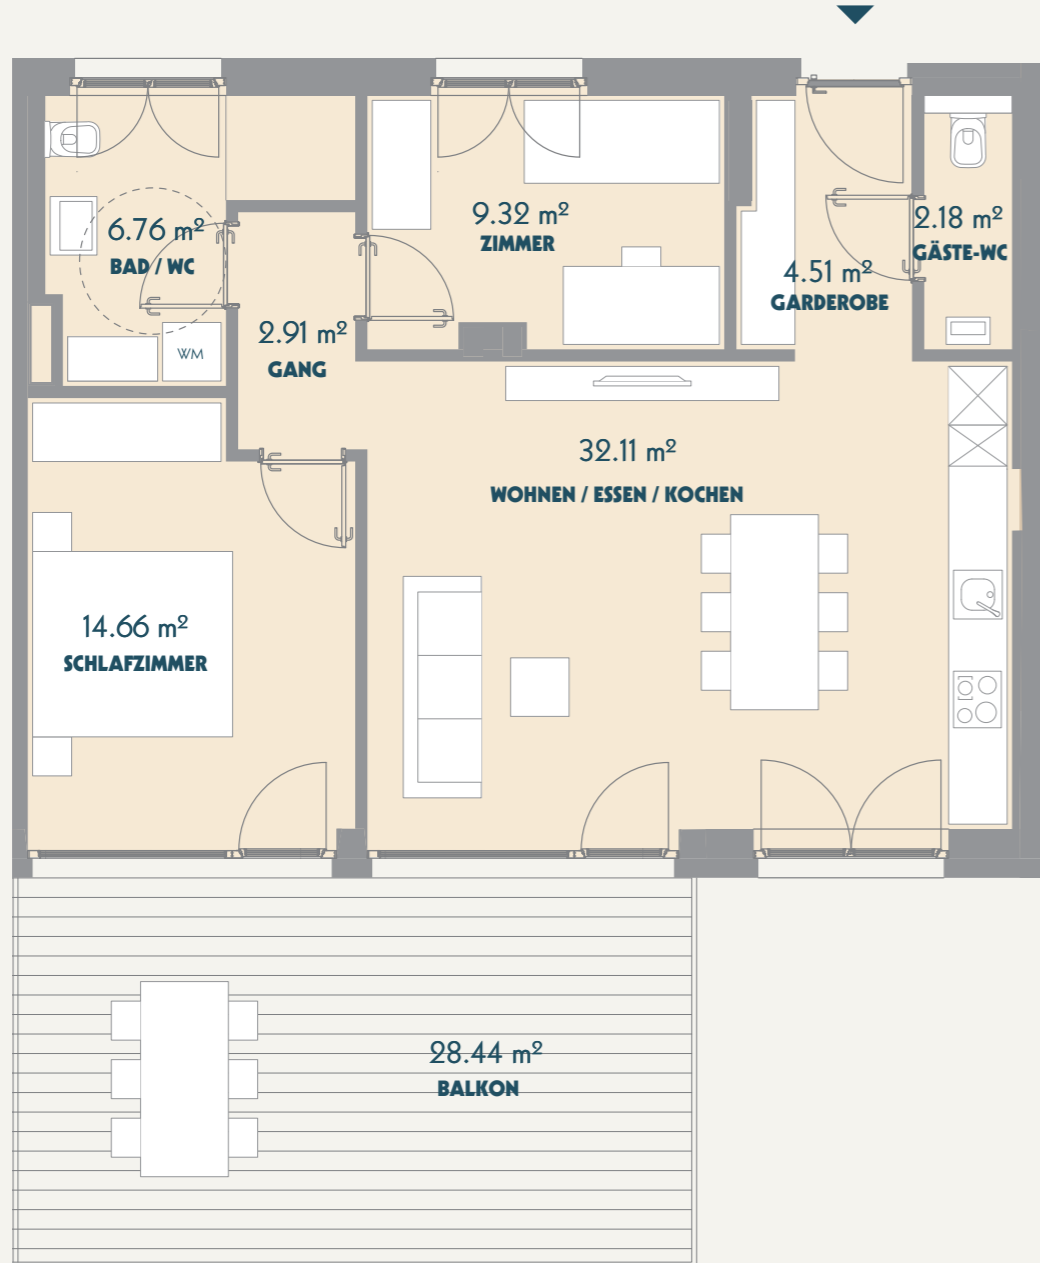 9.32 m²
ZIMMER
6.76 m²
BAD / WC
2.18 m²
GÄSTE-WC
4.51 m²
GARDEROBE
2.91 m²
GANG
WM
32.11 m²
WOHNEN / ESSEN / KOCHEN
14.66 m²
SCHLAFZIMMER
28.44 m²
BALKON